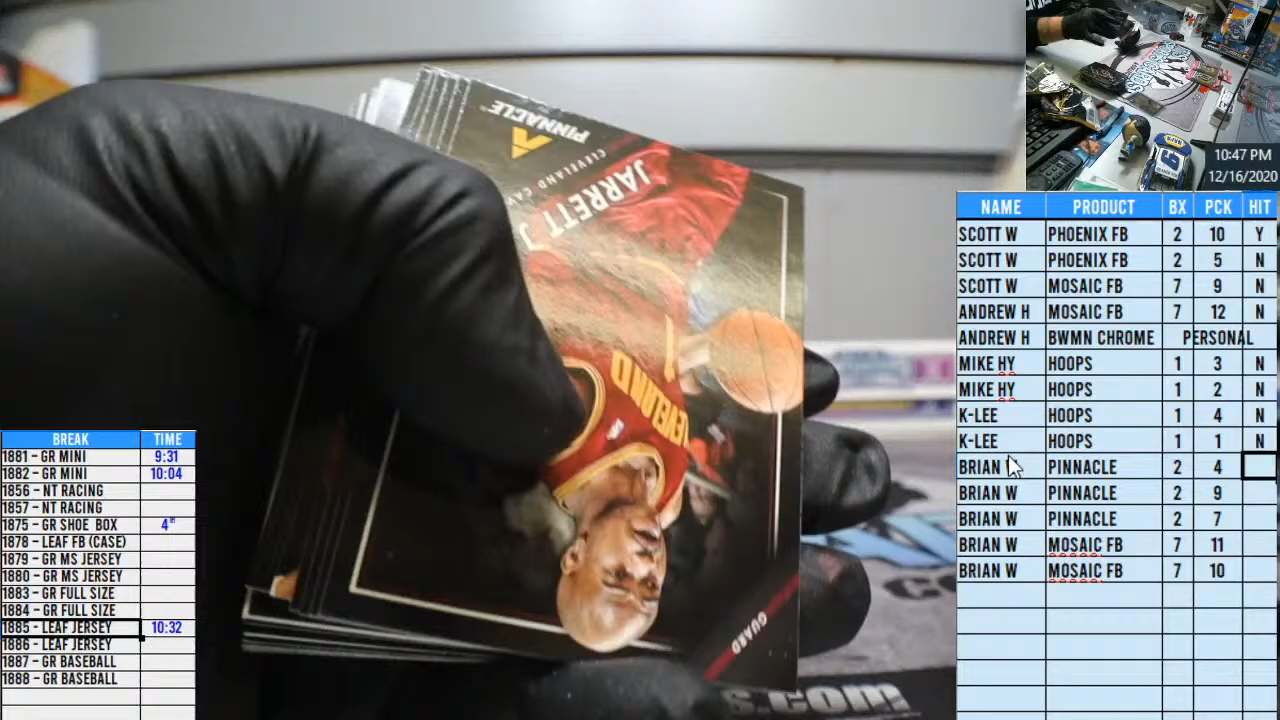 PINNACLE
CLEVELAND CAV
JARRETT J
CLEVELAND
GUARD
s.com
10:47 PM
12/16/2020
NAME PRODUCT BX PCK HIT
SCOTT W PHOENIX FB 2 10 Y
SCOTT W PHOENIX FB 2 5 N
SCOTT W MOSAIC FB 7 9 N
ANDREW H MOSAIC FB 7 12 N
ANDREW H BWMN CHROME PERSONAL
MIKE HY HOOPS 1 3 N
MIKE HY HOOPS 1 2 N
K-LEE HOOPS 1 4 N
K-LEE HOOPS 1 1 N
BRIAN W PINNACLE 2 4
BRIAN W PINNACLE 2 9
BRIAN W PINNACLE 2 7
BRIAN W MOSAIC FB 7 11
BRIAN W MOSAIC FB 7 10
BREAK TIME
1881 - GR MINI 9:31
1882 - GR MINI 10:04
1856 - NT RACING
1857 - NT RACING
1875 - GR SHOE BOX 4th
1878 - LEAF FB (CASE)
1879 - GR MS JERSEY
1880 - GR MS JERSEY
1883 - GR FULL SIZE
1884 - GR FULL SIZE
1885 - LEAF JERSEY 10:32
1886 - LEAF JERSEY
1887 - GR BASEBALL
1888 - GR BASEBALL